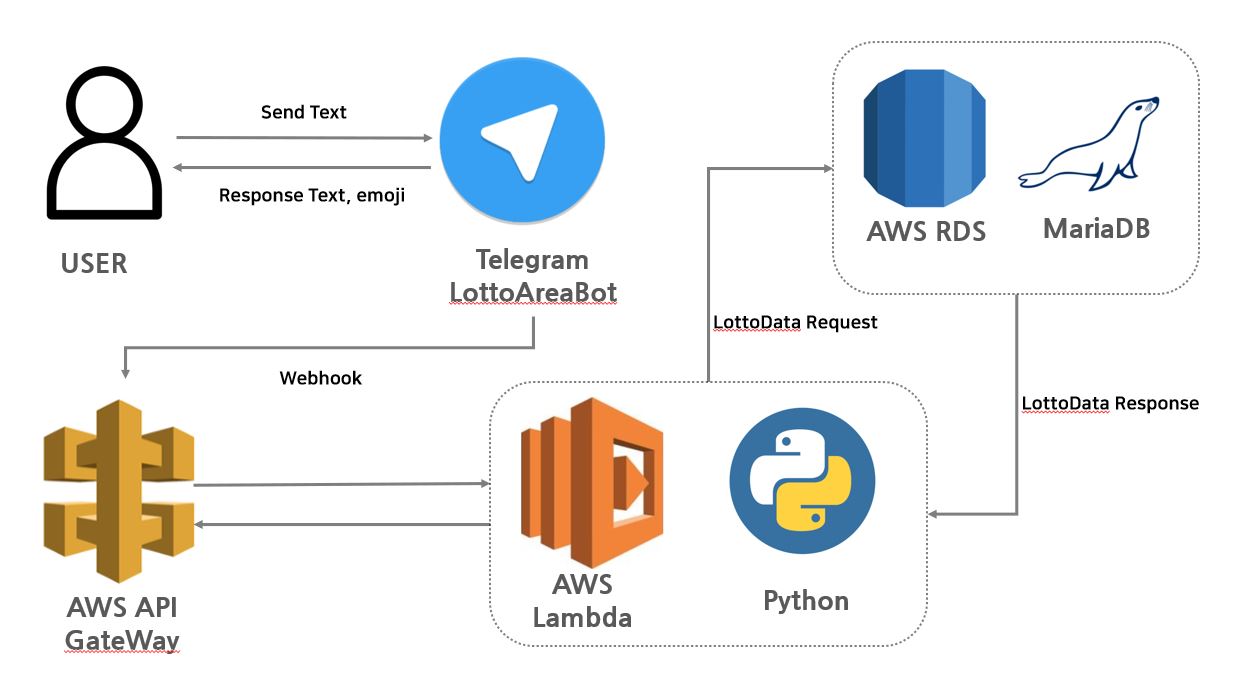 Send Text
Response Text, emoji
USER
Telegram
LottoAreaBot
AWS RDS
MariaDB
LottoData Request
Webhook
LottoData Response
AWS API
GateWay
AWS
Lambda
Python